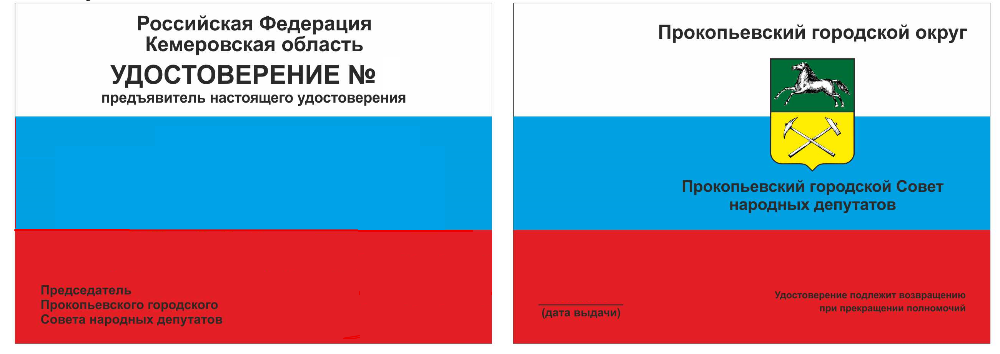 Российская Федерация
Кемеровская область
УДОСТОВЕРЕНИЕ №
предъявитель настоящего удостоверения
Председатель
Прокопьевского городского
Совета народных депутатов
Прокопьевский городской округ
Прокопьевский городской Совет
народных депутатов
(дата выдачи)
Удостоверение подлежит возвращению
при прекращении полномочий